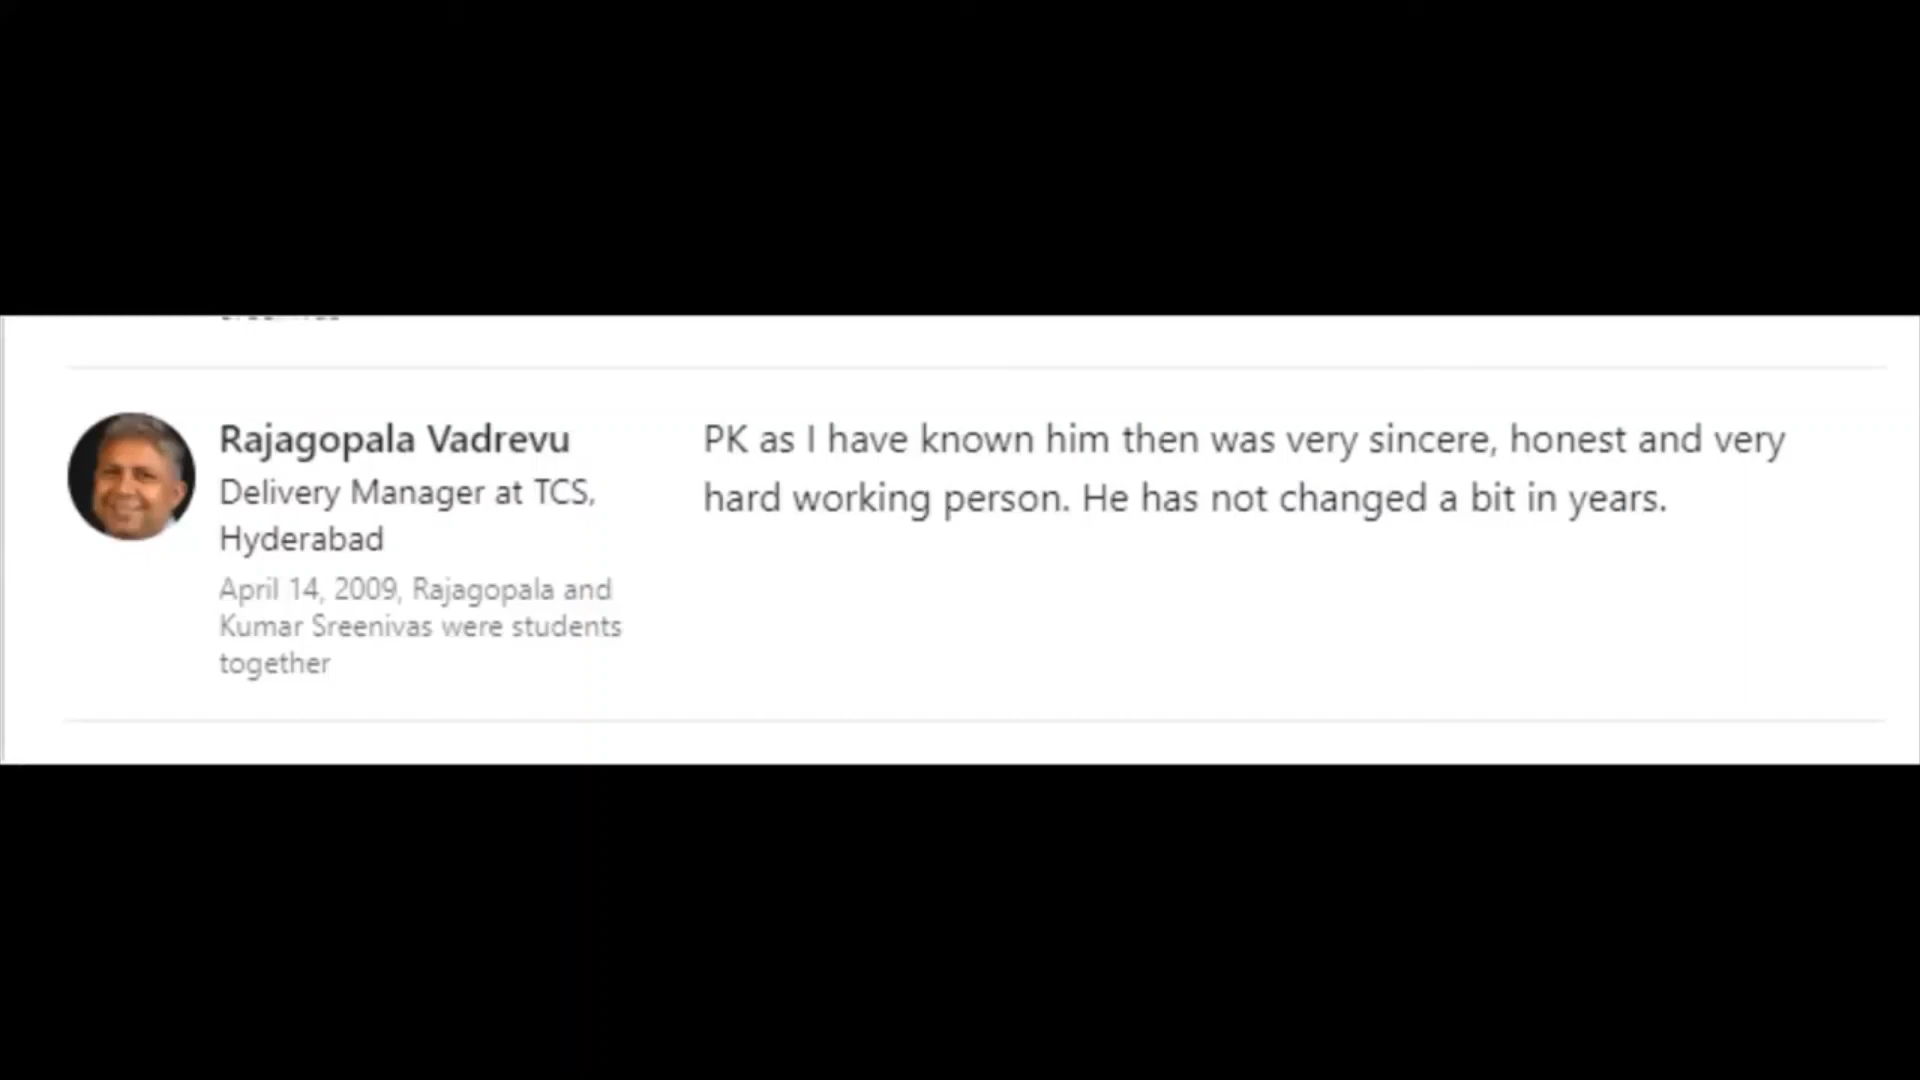 Rajagopala Vadrevu
Delivery Manager at TCS,
Hyderabad
April 14, 2009, Rajagopala and
Kumar Sreenivas were students
together
PK as I have known him then was very sincere, honest and very
hard working person. He has not changed a bit in years.